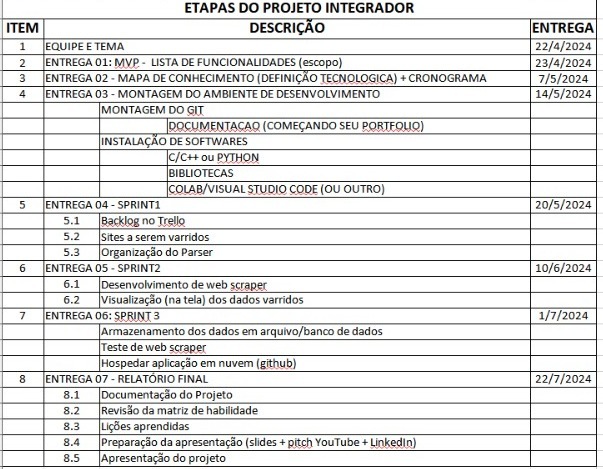 ETAPAS DO PROJETO INTEGRADOR
ITEM DESCRIÇÃO ENTREGA
1 EQUIPE E TEMA 22/4/2024
2 ENTREGA 01: MVP - LISTA DE FUNCIONALIDADES (escopo) 23/4/2024
3 ENTREGA 02 - MAPA DE CONHECIMENTO (DEFINIÇÃO TECNOLOGICA) + CRONOGRAMA 7/5/2024
4 ENTREGA 03 - MONTAGEM DO AMBIENTE DE DESENVOLVIMENTO 14/5/2024
MONTAGEM DO GIT
DOCUMENTACAO (COMEÇANDO SEU PORTFOLIO)
INSTALAÇÃO DE SOFTWARES
C/C++ ou PYTHON
BIBLIOTECAS
COLAB/VISUAL STUDIO CODE (OU OUTRO)
5 ENTREGA 04 - SPRINT1 20/5/2024
5.1 Backlog no Trello
5.2 Sites a serem varridos
5.3 Organização do Parser
6 ENTREGA 05 - SPRINT2 10/6/2024
6.1 Desenvolvimento de web scraper
6.2 Visualização (na tela) dos dados varridos
7 ENTREGA 06: SPRINT 3 1/7/2024
Armazenamento dos dados em arquivo/banco de dados
Teste de web scraper
Hospedar aplicação em nuvem (github)
8 ENTREGA 07 - RELATÓRIO FINAL 22/7/2024
8.1 Documentação do Projeto
8.2 Revisão da matriz de habilidade
8.3 Lições aprendidas
8.4 Preparação da apresentação (slides + pitch YouTube + LinkedIn)
8.5 Apresentação do projeto